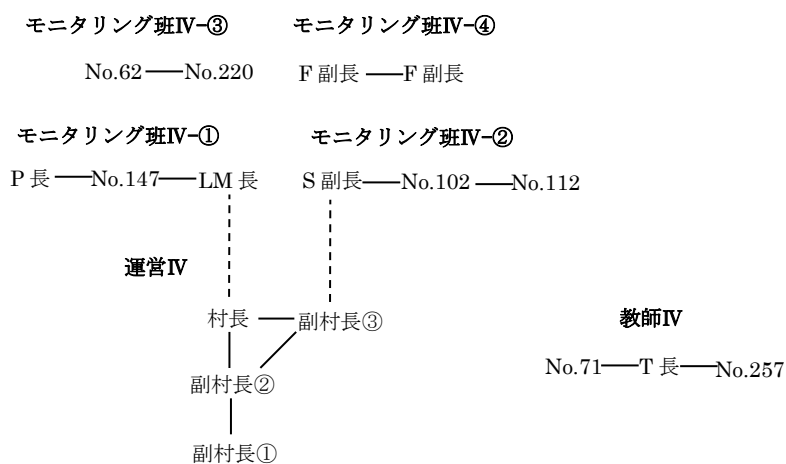 モニタリング班Ⅳ-③ モニタリング班Ⅳ-④
No.62 No.220 F 副長 F 副長
モニタリング班Ⅳ-① モニタリング班Ⅳ-②
P 長 No.147 LM 長 S 副長 No.102 No.112
運営Ⅳ
村長 副村長③ 教師Ⅳ
No.71 T 長 No.257
副村長②
副村長①